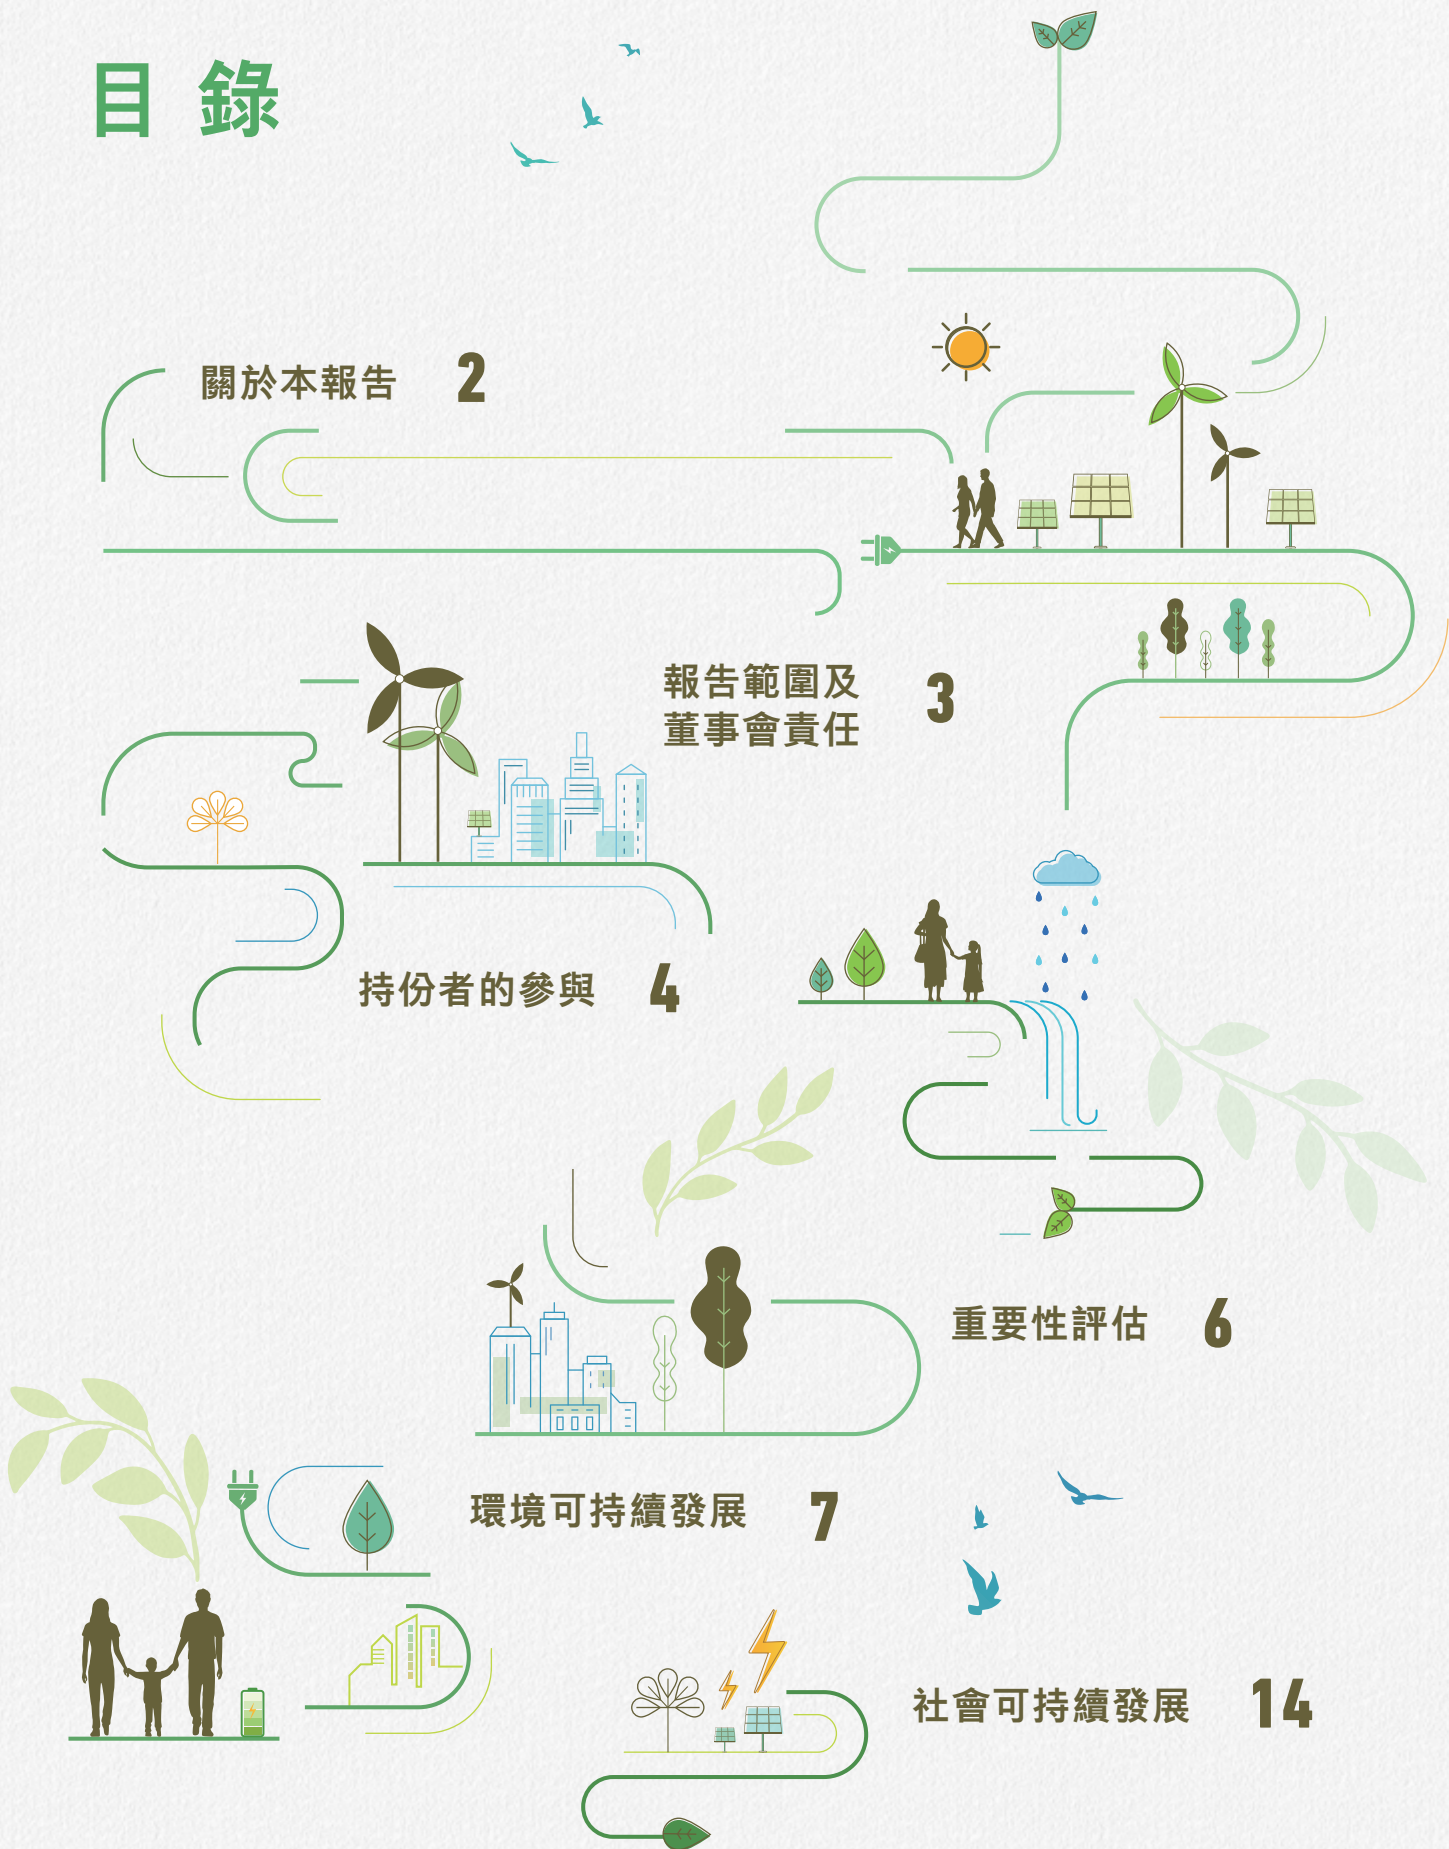 目錄
關於本報告 2
報告範圍及
董事會責任 3
持份者的參與 4
重要性評估 6
環境可持續發展 7
社會可持續發展 14